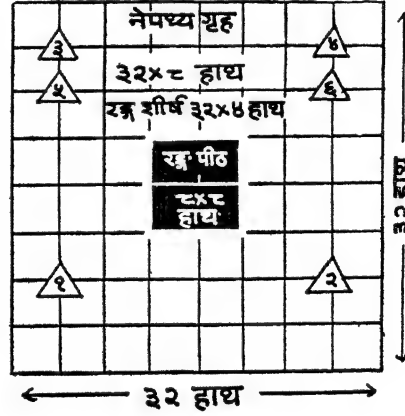 नेपथ्य गृह
३ ४
३२×८ हाथ
५ ६
रङ्ग शीर्ष ३२×४ हाथ
रङ्ग पीठ
८×८
हाथ
१ २
३२ हाथ
३२ हाथ